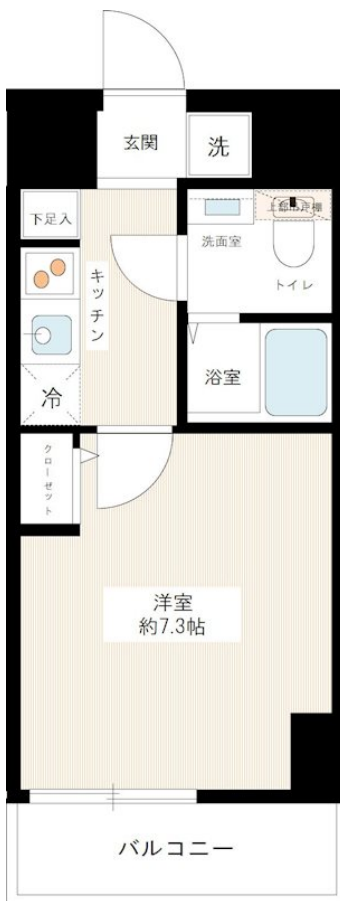 玄関
洗
下足入
洗面室
トイレ
キッチン
浴室
冷
クローゼット
洋室
約7.3帖
バルコニー